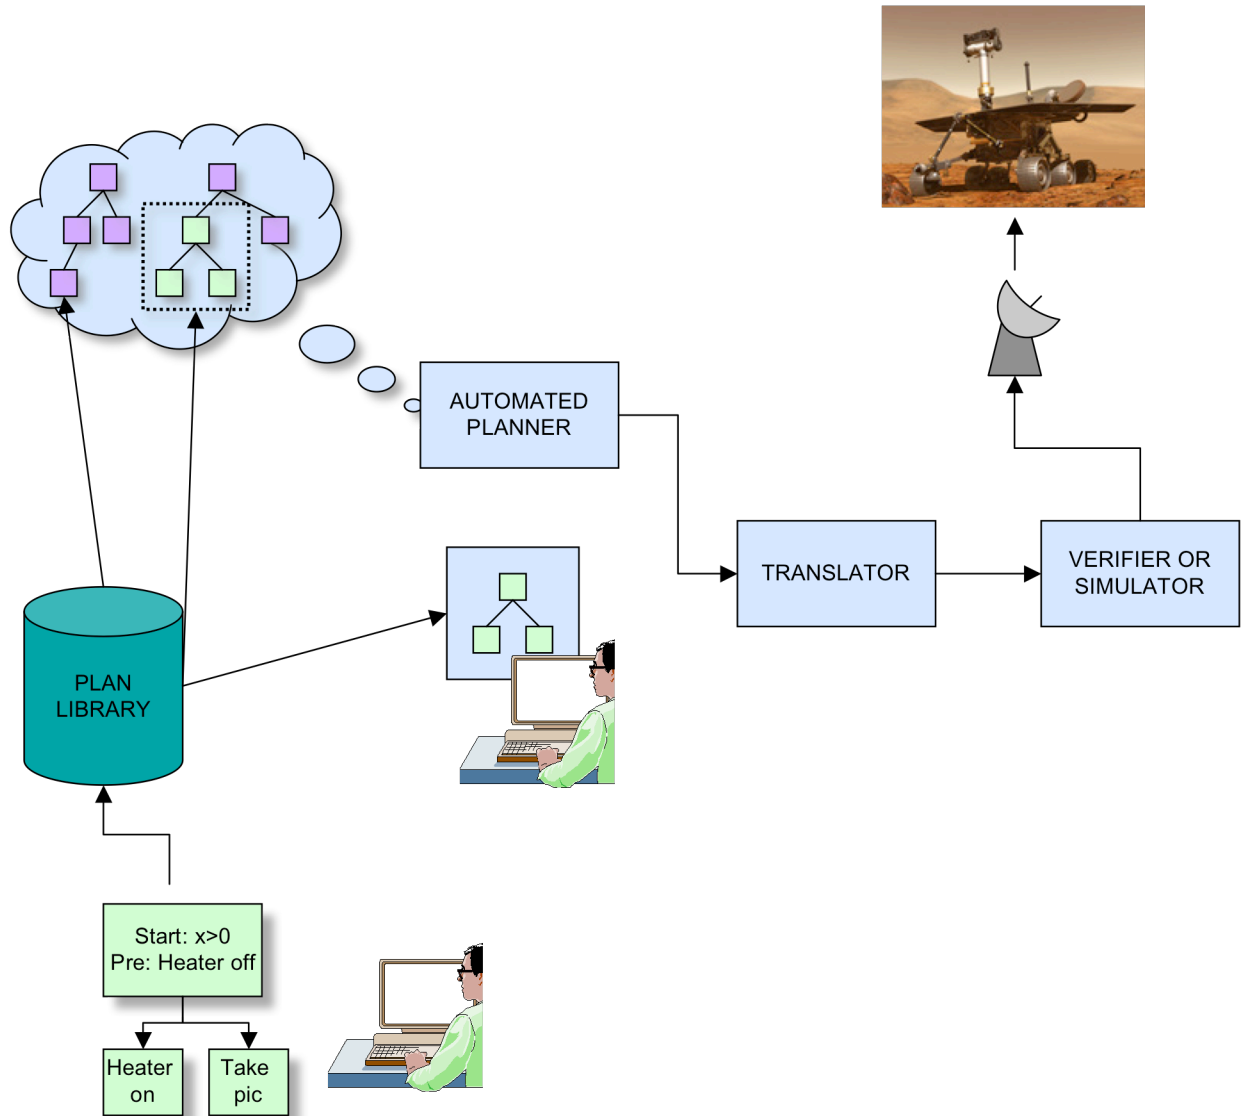 AUTOMATED
PLANNER
TRANSLATOR
VERIFIER OR
SIMULATOR
PLAN
LIBRARY
Start: x>0
Pre: Heater off
Heater
on
Take
pic